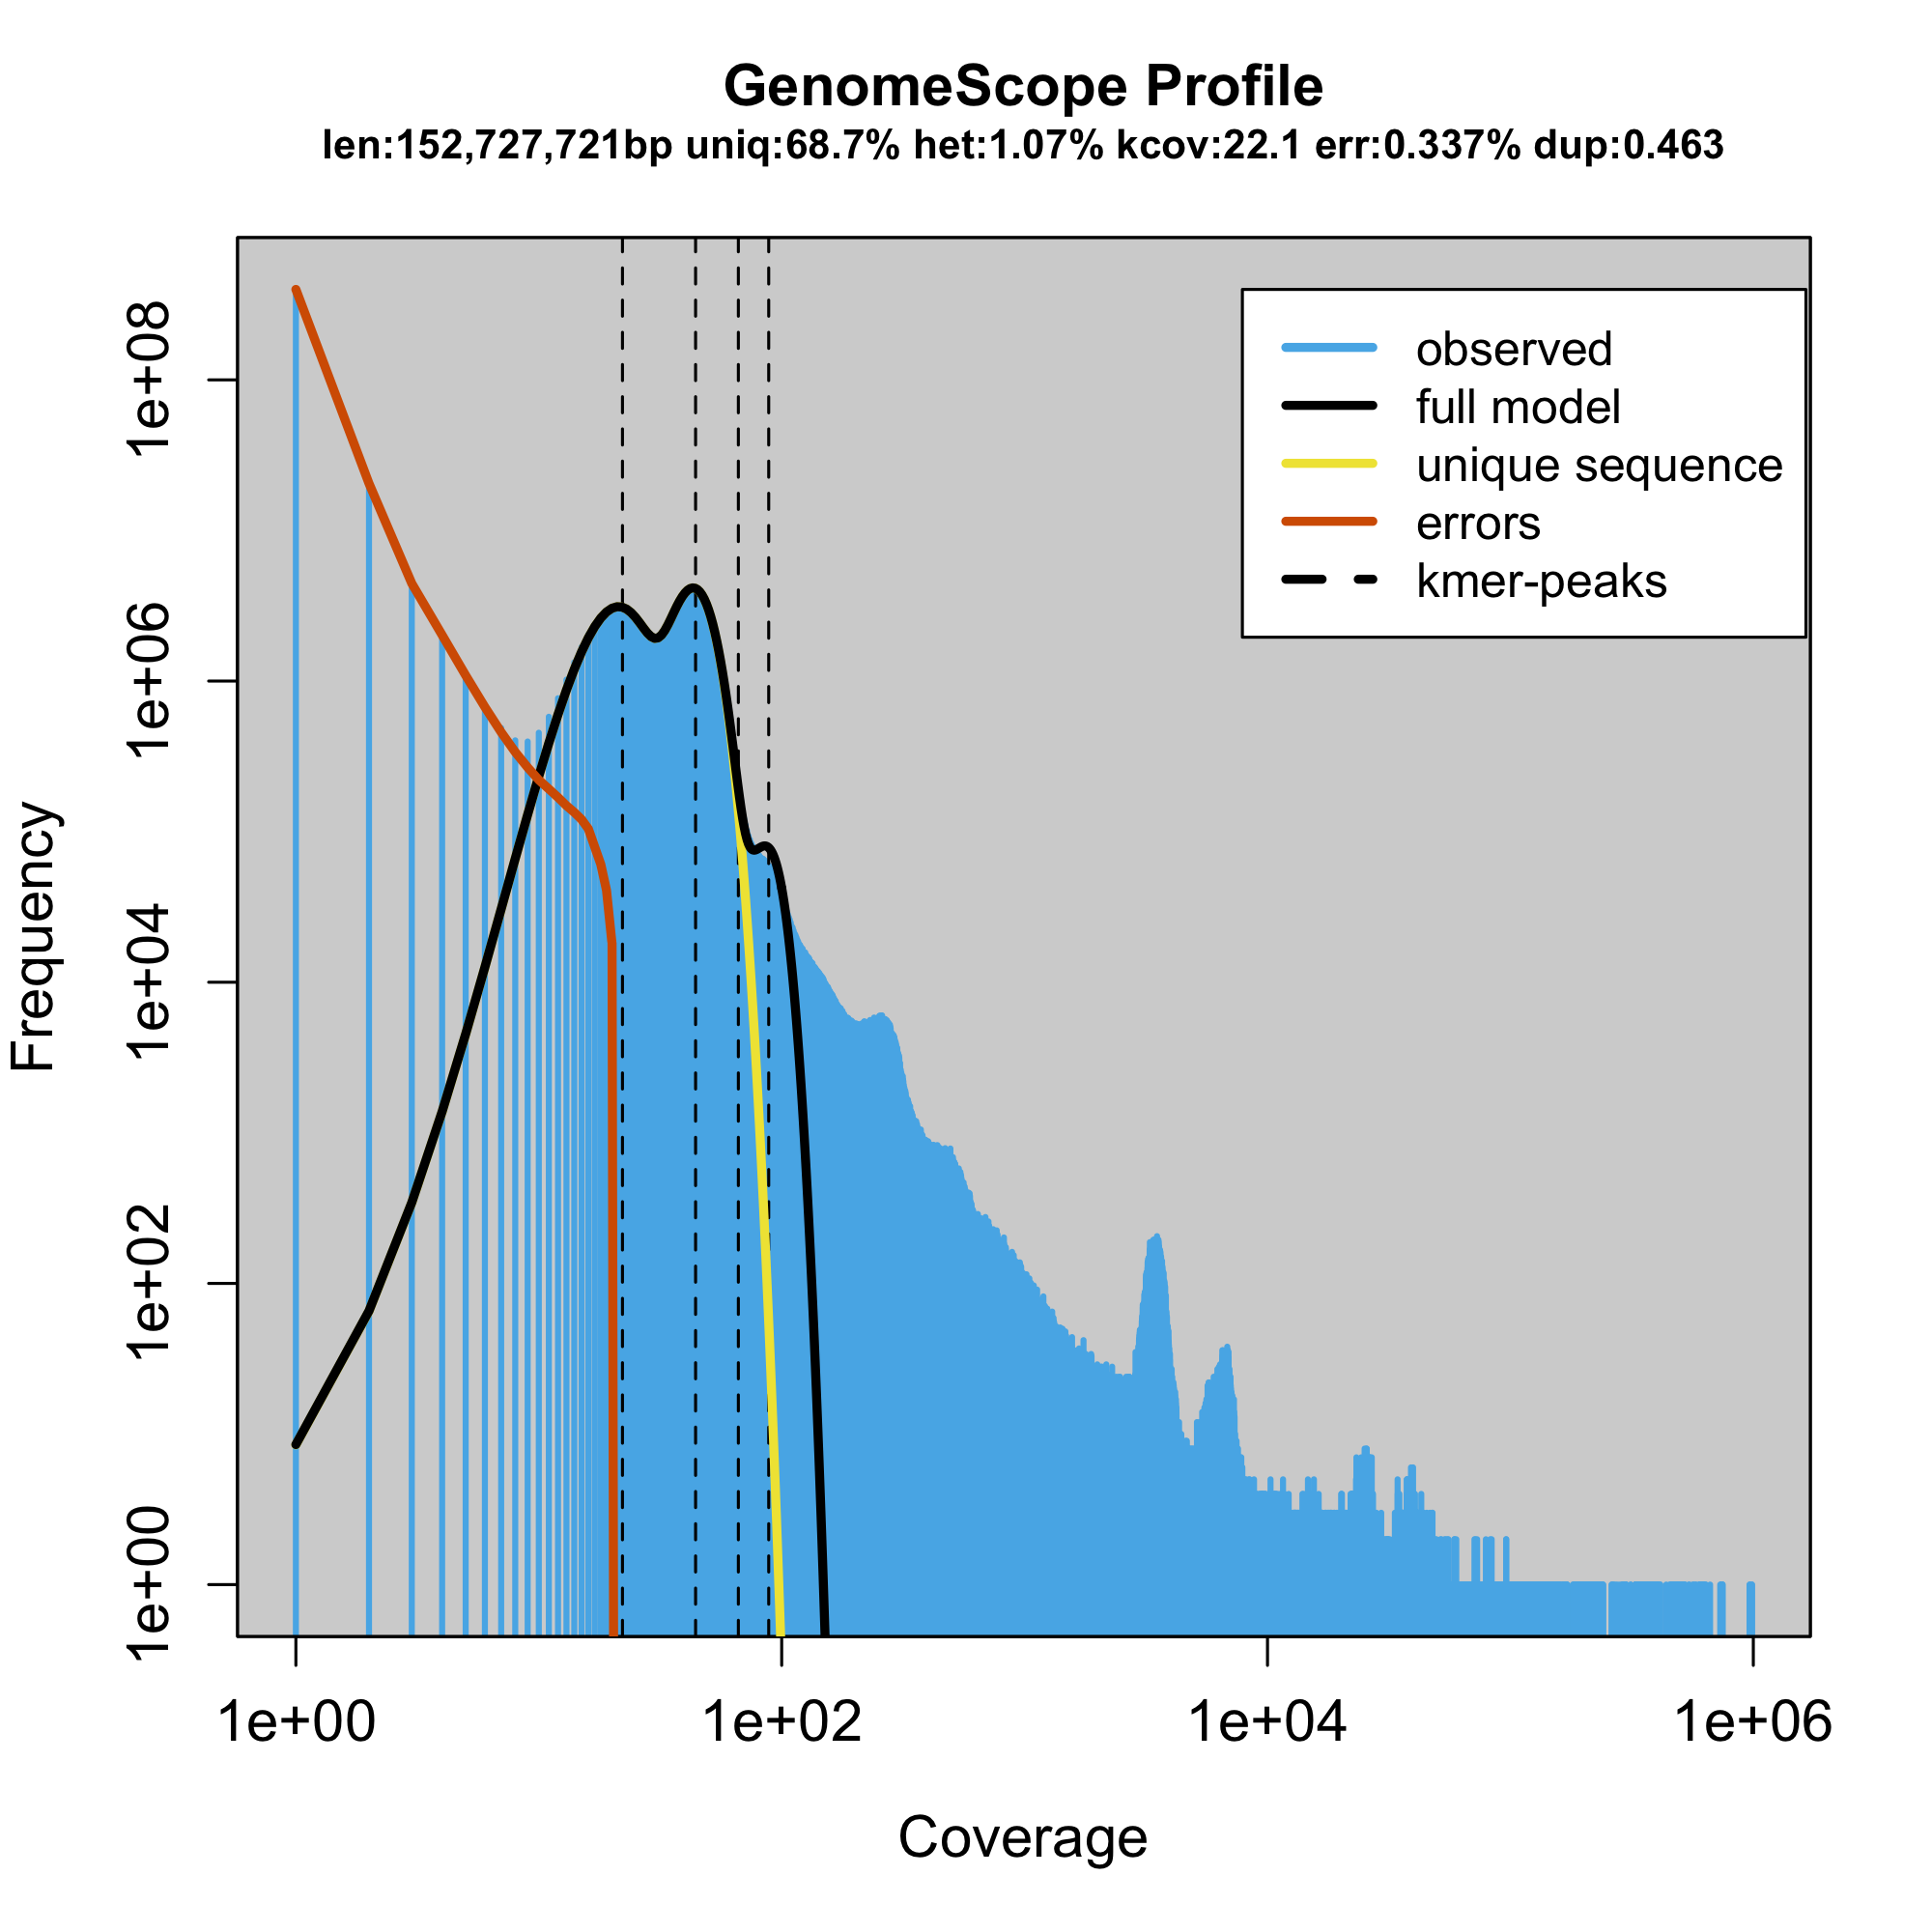 GenomeScope Profile
len:152,727,721bp uniq:68.7% het:1.07% kcov:22.1 err:0.337% dup:0.463
observed
full model
unique sequence
errors
kmer-peaks
Frequency
1e+08
1e+06
1e+04
1e+02
1e+00
1e+00 1e+02 1e+04 1e+06
Coverage